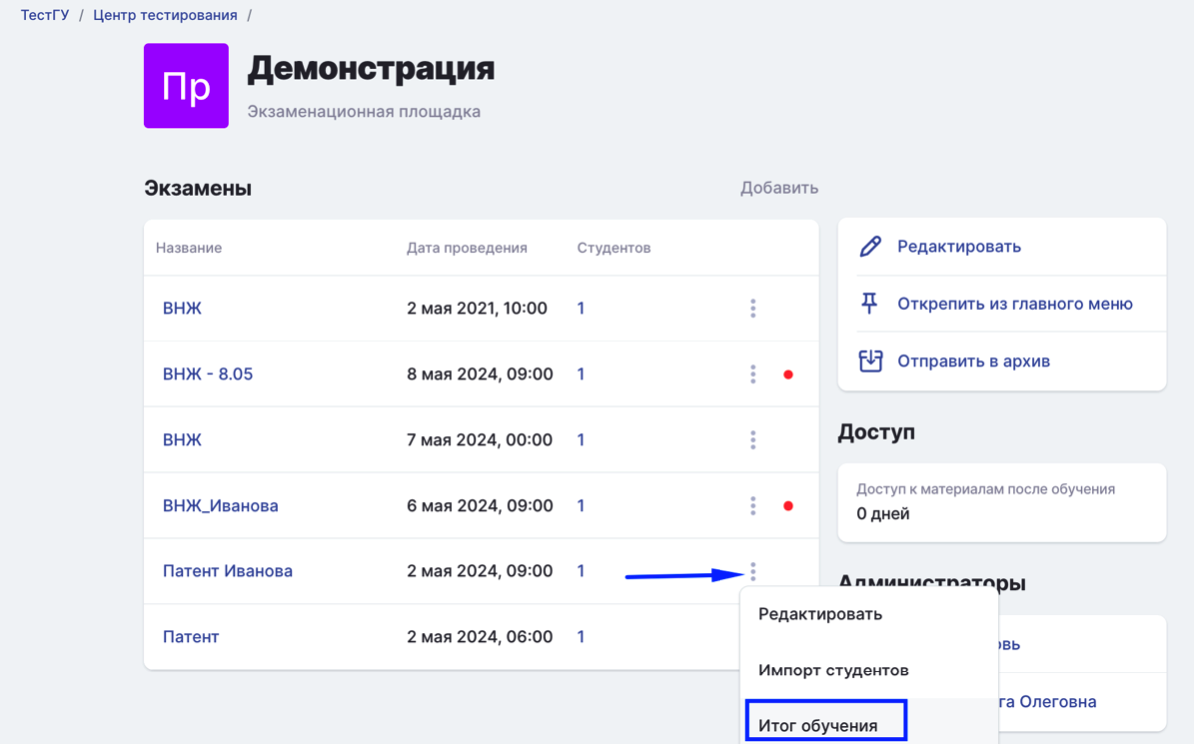 ТестГУ / Центр тестирования /
Пр
Демонстрация
Экзаменационная площадка
Экзамены
Добавить
Название Дата проведения Студентов
ВНЖ 2 мая 2021, 10:00 1
ВНЖ - 8.05 8 мая 2024, 09:00 1
ВНЖ 7 мая 2024, 00:00 1
ВНЖ_Иванова 6 мая 2024, 09:00 1
Патент Иванова 2 мая 2024, 09:00 1
Патент 2 мая 2024, 06:00 1
Редактировать
Импорт студентов
Итог обучения
Редактировать
Открепить из главного меню
Отправить в архив
Доступ
Доступ к материалам после обучения
0 дней
Администраторы
Олеговна